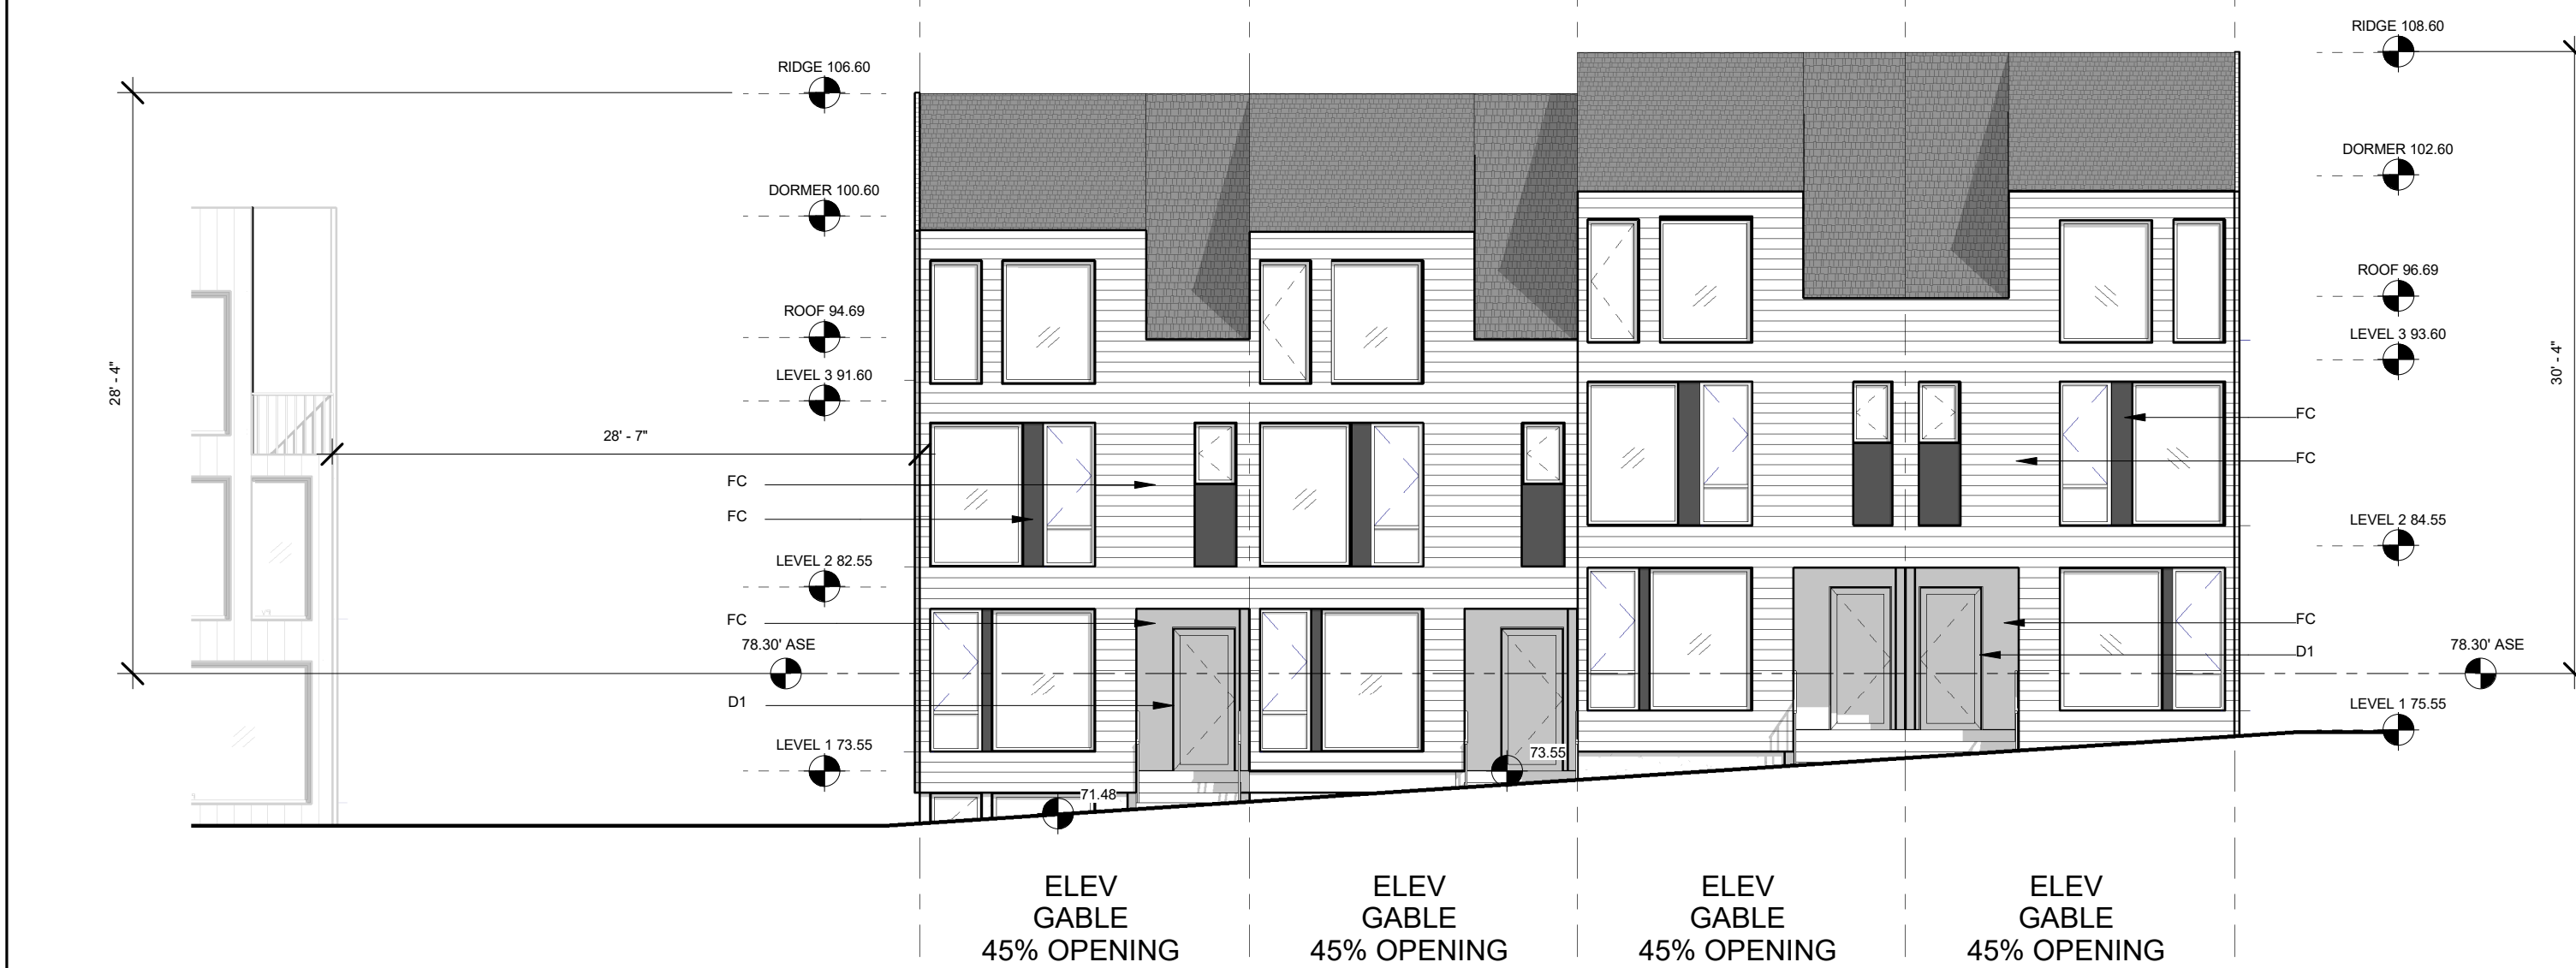 RIDGE 106.60
DORMER 100.60
ROOF 94.69
LEVEL 3 91.60
28' - 4"
28' - 7"
FC
FC
LEVEL 2 82.55
FC
78.30' ASE
D1
LEVEL 1 73.55
71.48
73.55
RIDGE 108.60
DORMER 102.60
ROOF 96.69
LEVEL 3 93.60
30' - 4"
FC
FC
LEVEL 2 84.55
FC
D1
78.30' ASE
LEVEL 1 75.55
ELEV
GABLE
45% OPENING
ELEV
GABLE
45% OPENING
ELEV
GABLE
45% OPENING
ELEV
GABLE
45% OPENING